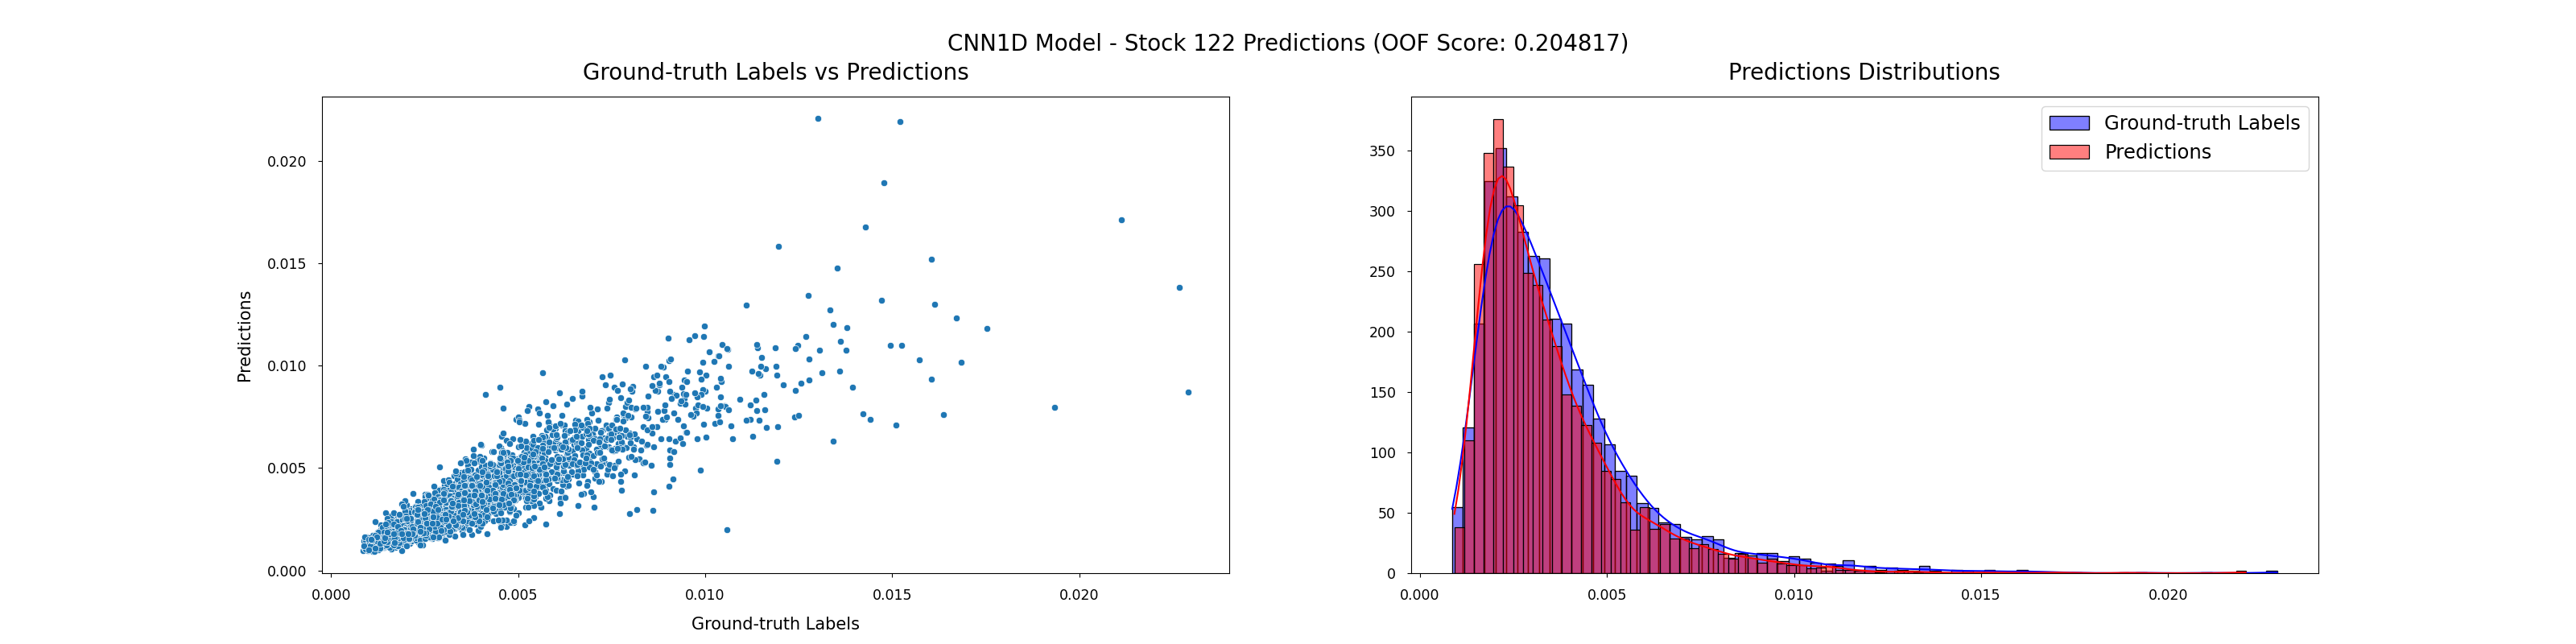 CNN1D Model - Stock 122 Predictions (OOF Score: 0.204817)
Ground-truth Labels vs Predictions
Predictions
0.020
0.015
0.010
0.005
0.000
0.000 0.005 0.010 0.015 0.020
Ground-truth Labels
Predictions Distributions
Ground-truth Labels
Predictions
350
300
250
200
150
100
50
0
0.000 0.005 0.010 0.015 0.020